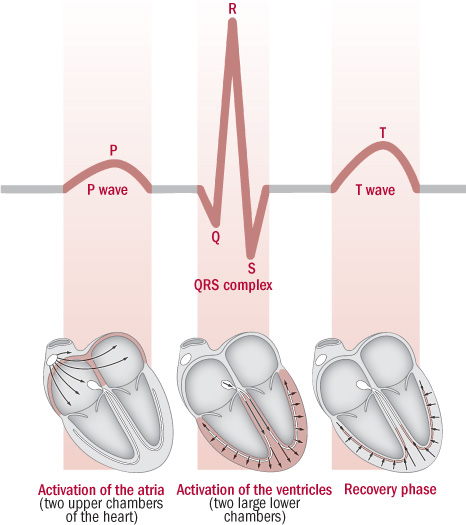 R
P
T
P wave
T wave
Q
S
QRS complex
Activation of the atria
(two upper chambers
of the heart)
Activation of the ventricles
(two large lower
chambers)
Recovery phase